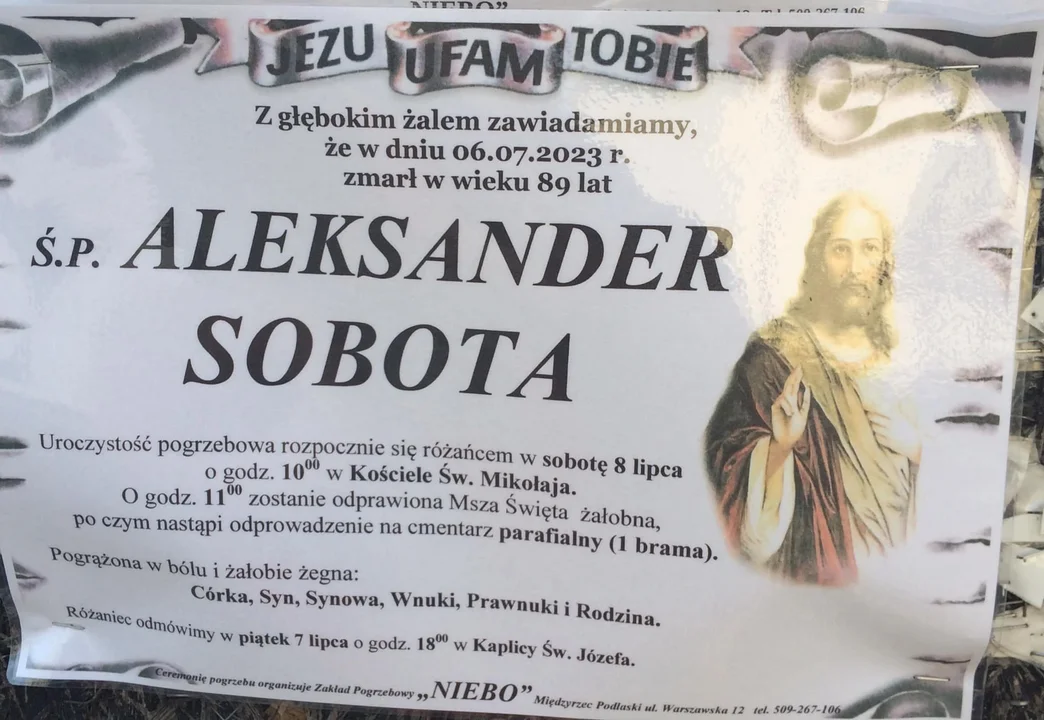 NIEBO”
JEZU UFAM TOBIE
Z głębokim żalem zawiadamiamy,
że w dniu 06.07.2023 r.
zmarł w wieku 89 lat
Ś.P. ALEKSANDER
SOBOTA
Uroczystość pogrzebowa rozpocznie się różańcem w sobotę 8 lipca
o godz. 10⁰⁰ w Kościele Św. Mikołaja.
O godz. 11⁰⁰ zostanie odprawiona Msza Święta żałobna,
po czym nastąpi odprowadzenie na cmentarz parafialny (1 brama).
Pogrążona w bólu i żałobie żegna:
Córka, Syn, Synowa, Wnuki, Prawnuki i Rodzina.
Różaniec odmówimy w piątek 7 lipca o godz. 18⁰⁰ w Kaplicy Św. Józefa.
Ceremonię pogrzebu organizuje Zakład Pogrzebowy „NIEBO” Międzyrzec Podlaski ul. Warszawska 12 tel. 509-267-106